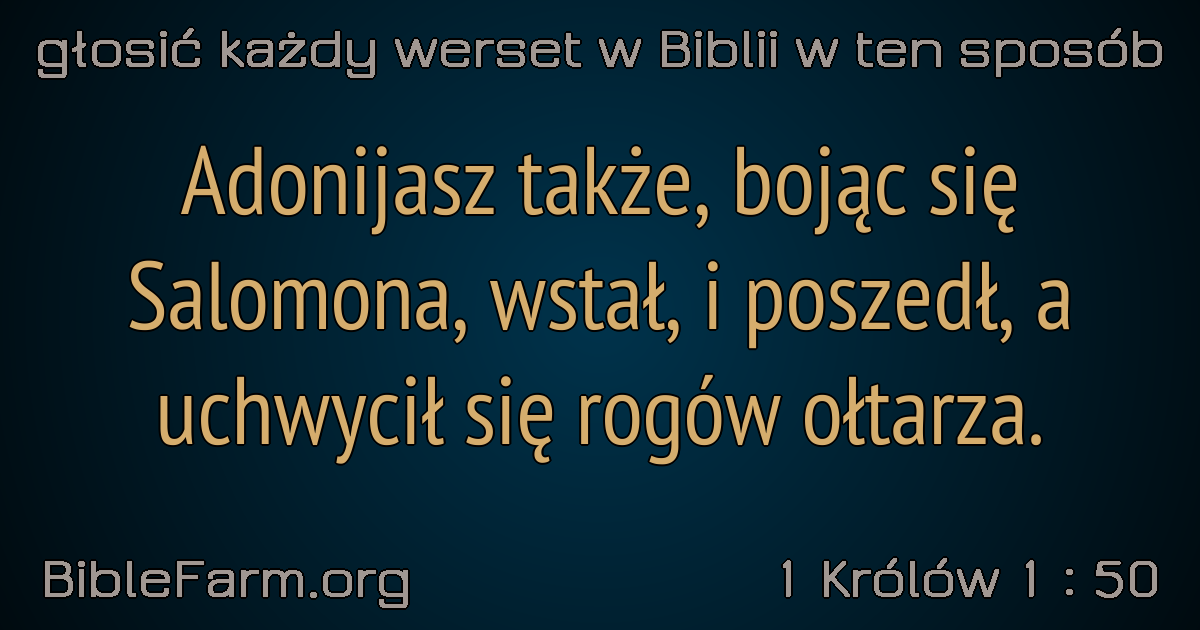 głosić każdy werset w Biblii w ten sposób
Adonijasz także, bojąc się
Salomona, wstał, i poszedł, a
uchwycił się rogów ołtarza.
BibleFarm.org
1 Królów 1 : 50